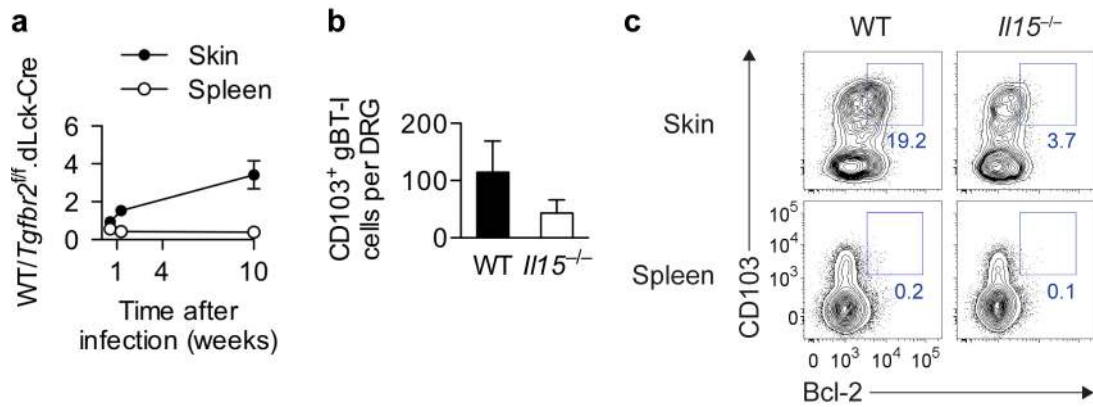 a
Skin
Spleen
WT/Tgfbr2f/f.dLck-Cre
6
4
2
0
1
4
10
Time after
infection (weeks)
b
CD103+ gBT-I
cells per DRG
200
100
0
WT
Il15–/–
c
WT
Il15–/–
Skin
19.2
3.7
Spleen
CD103
10⁵
10⁴
10³
0
0.2
0.1
0 10³ 10⁴ 10⁵
Bcl-2